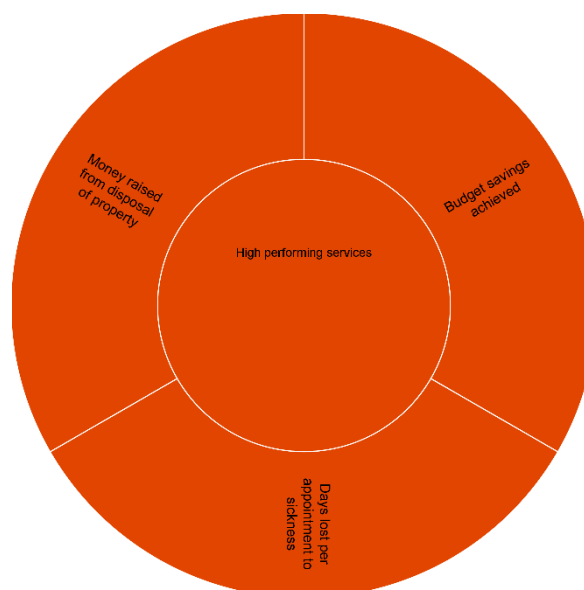 Money raised
from disposal
of property
Budget savings
achieved
High performing services
Days lost per
appointment to
sickness